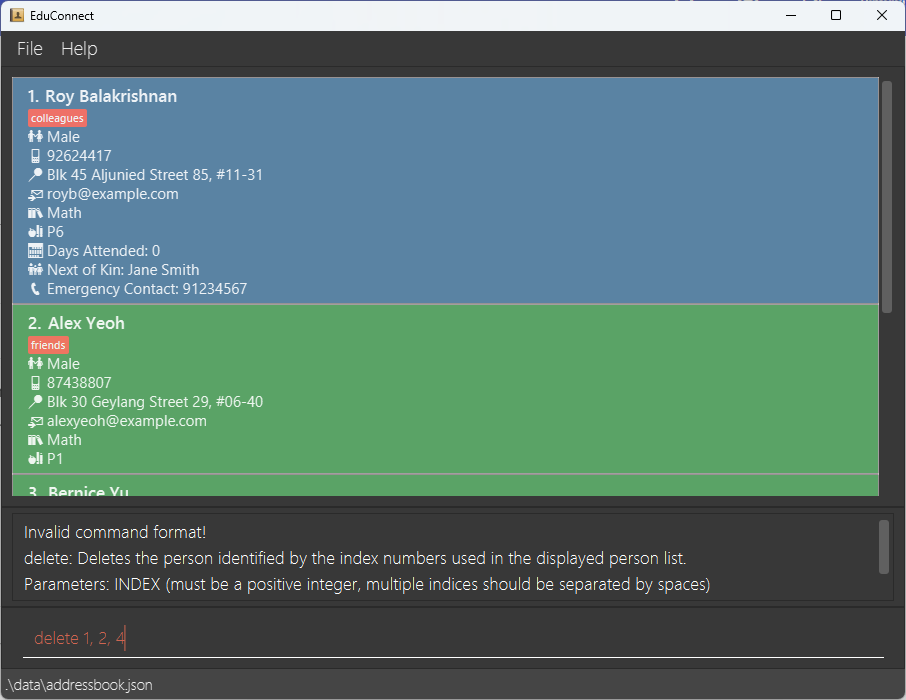 EduConnect
File Help
1. Roy Balakrishnan
colleagues
Male
92624417
Blk 45 Aljunied Street 85, #11-31
royb@example.com
Math
P6
Days Attended: 0
Next of Kin: Jane Smith
Emergency Contact: 91234567
2. Alex Yeoh
friends
Male
87438807
Blk 30 Geylang Street 29, #06-40
alexyeoh@example.com
Math
P1
3. Bernice Yu
Invalid command format!
delete: Deletes the person identified by the index numbers used in the displayed person list.
Parameters: INDEX (must be a positive integer, multiple indices should be separated by spaces)
delete 1, 2, 4
.\data\addressbook.json